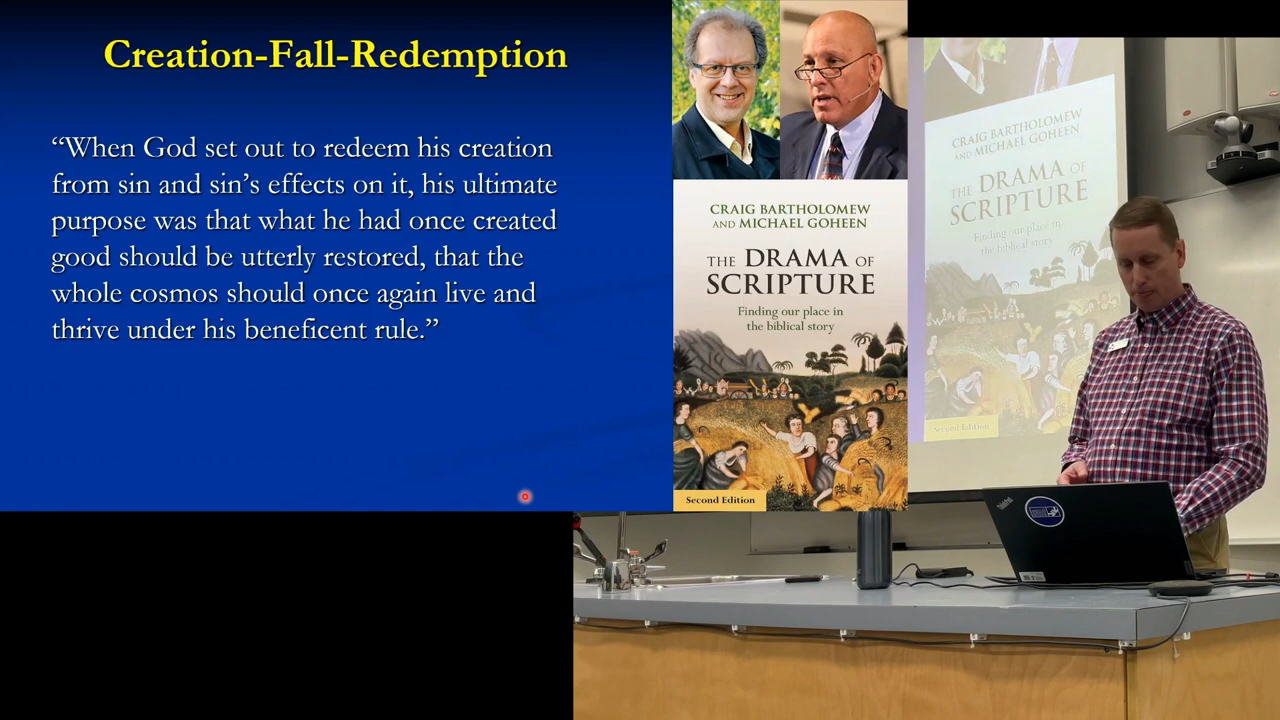 Creation-Fall-Redemption
“When God set out to redeem his creation
from sin and sin’s effects on it, his ultimate
purpose was that what he had once created
good should be utterly restored, that the
whole cosmos should once again live and
thrive under his beneficent rule.”
CRAIG BARTHOLOMEW
AND MICHAEL GOHEEN
THE DRAMA OF
SCRIPTURE
Finding our place in
the biblical story
Second Edition
CRAIG BARTHOLOMEW
AND MICHAEL GOHEEN
THE DRAMA OF
SCRIPTURE
Finding our place in
the biblical story
Second Edition
ThinkPad